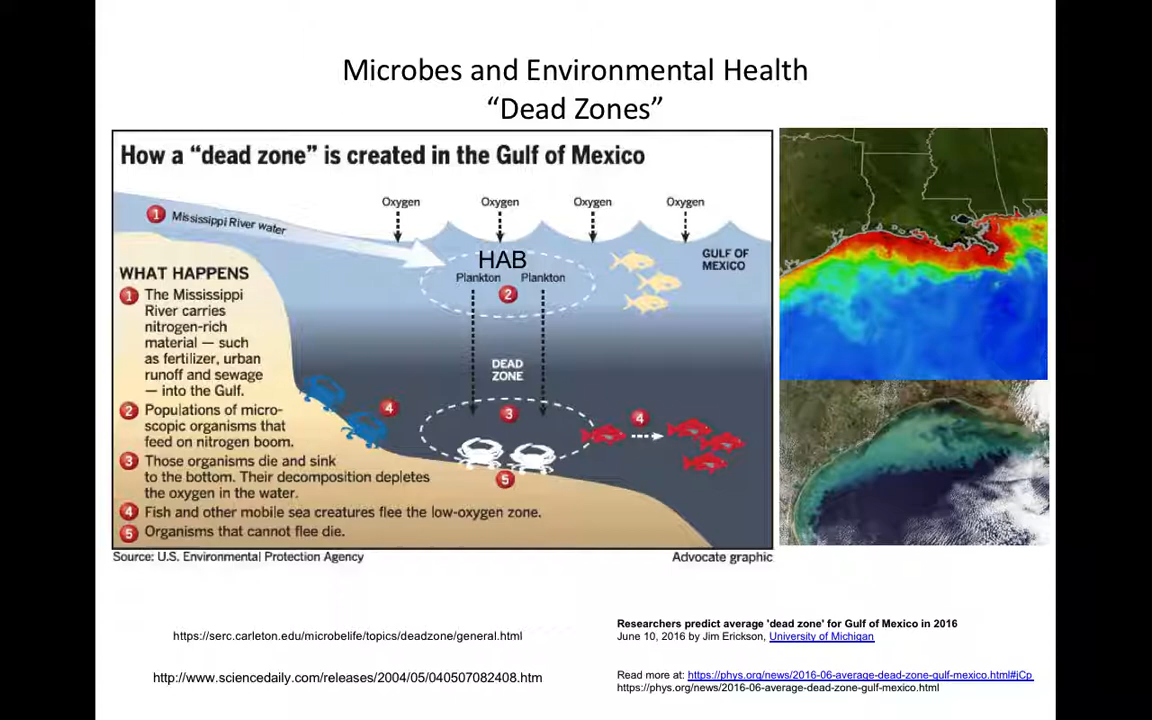 Microbes and Environmental Health
“Dead Zones”
How a “dead zone” is created in the Gulf of Mexico
Oxygen Oxygen Oxygen Oxygen
1 Mississippi River water
HAB
Plankton Plankton
2
GULF OF
MEXICO
WHAT HAPPENS
1 The Mississippi
River carries
nitrogen-rich
material — such
as fertilizer, urban
runoff and sewage
— into the Gulf.
2 Populations of micro-
scopic organisms that
feed on nitrogen boom.
3 Those organisms die and sink
to the bottom. Their decomposition depletes
the oxygen in the water.
4 Fish and other mobile sea creatures flee the low-oxygen zone.
5 Organisms that cannot flee die.
DEAD
ZONE
4
3
4
5
Source: U.S. Environmental Protection Agency
Advocate graphic
https://serc.carleton.edu/microbelife/topics/deadzone/general.html
http://www.sciencedaily.com/releases/2004/05/040507082408.htm
Researchers predict average 'dead zone' for Gulf of Mexico in 2016
June 10, 2016 by Jim Erickson, University of Michigan
Read more at: https://phys.org/news/2016-06-average-dead-zone-gulf-mexico.html#jCp
https://phys.org/news/2016-06-average-dead-zone-gulf-mexico.html